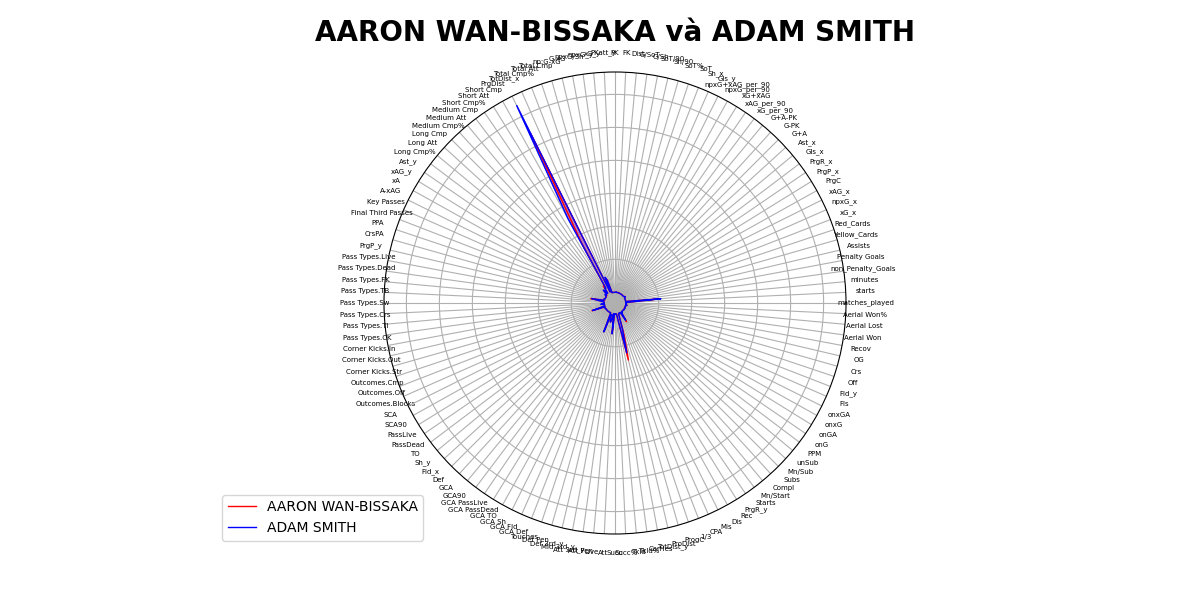 AARON WAN-BISSAKA và ADAM SMITH
Total Cmp%
TotDist_x
PrgDist
Short Cmp
Short Att
Short Cmp%
Medium Cmp
Medium Att
Medium Cmp%
Long Cmp
Long Att
Long Cmp%
Ast_y
xAG_y
xA
A-xAG
Key Passes
Final Third Passes
PPA
CrsPA
PrgP_y
Pass Types.Live
Pass Types.Dead
Pass Types.FK
Pass Types.TB
Pass Types.Sw
Pass Types.Crs
Pass Types.TI
Pass Types.CK
Corner Kicks.In
Corner Kicks.Out
Corner Kicks.Str
Outcomes.Cmp
Outcomes.Off
Outcomes.Blocks
SCA
SCA90
PassLive
PassDead
TO
Sh_y
Fld_x
Def
GCA
GCA90
GCA PassLive
GCA PassDead
GCA TO
GCA Sh
GCA Fld
GCA Def
Touches
FK
SoT%
SoT
Sh_x
Gls_y
npxG+xAG_per_90
npxG_per_90
xG+xAG
xAG_per_90
xG_per_90
G+A-PK
G-PK
G+A
Ast_x
Gls_x
PrgR_x
PrgP_x
PrgC
xAG_x
npxG_x
xG_x
Red_Cards
Yellow_Cards
Assists
Penalty Goals
non_Penalty_Goals
minutes
starts
matches_played
Aerial Won%
Aerial Lost
Aerial Won
Recov
OG
Crs
Off
Fld_y
Fls
onxGA
onxG
onGA
onG
PPM
unSub
Mn/Sub
Subs
Compl
Mn/Start
Starts
PrgR_y
Rec
Dis
Mis
CPA
1/3
ProgC
ProDist
TotDist_y
AARON WAN-BISSAKA
ADAM SMITH